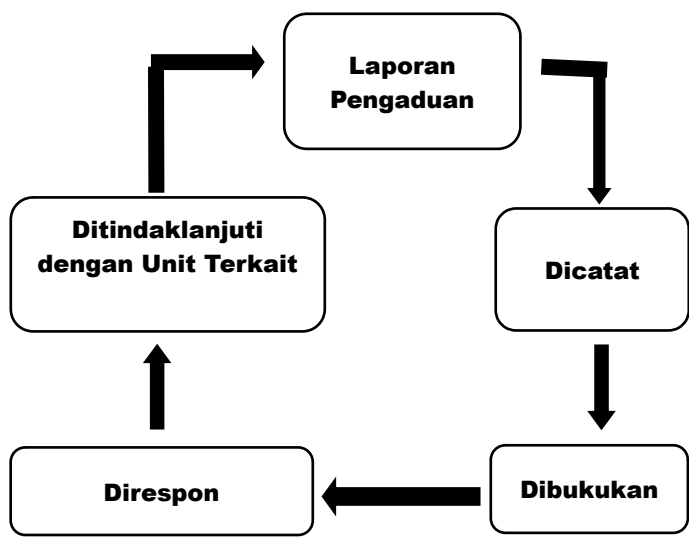 Laporan
Pengaduan
Dicatat
Dibukukan
Direspon
Ditindaklanjuti
dengan Unit Terkait